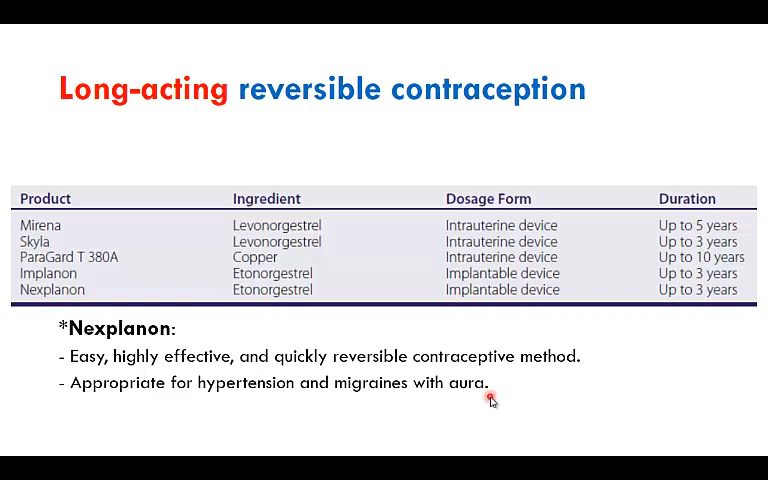 Long-acting reversible contraception
Product Ingredient Dosage Form Duration
Mirena Levonorgestrel Intrauterine device Up to 5 years
Skyla Levonorgestrel Intrauterine device Up to 3 years
ParaGard T 380A Copper Intrauterine device Up to 10 years
Implanon Etonorgestrel Implantable device Up to 3 years
Nexplanon Etonorgestrel Implantable device Up to 3 years
*Nexplanon:
- Easy, highly effective, and quickly reversible contraceptive method.
- Appropriate for hypertension and migraines with aura.